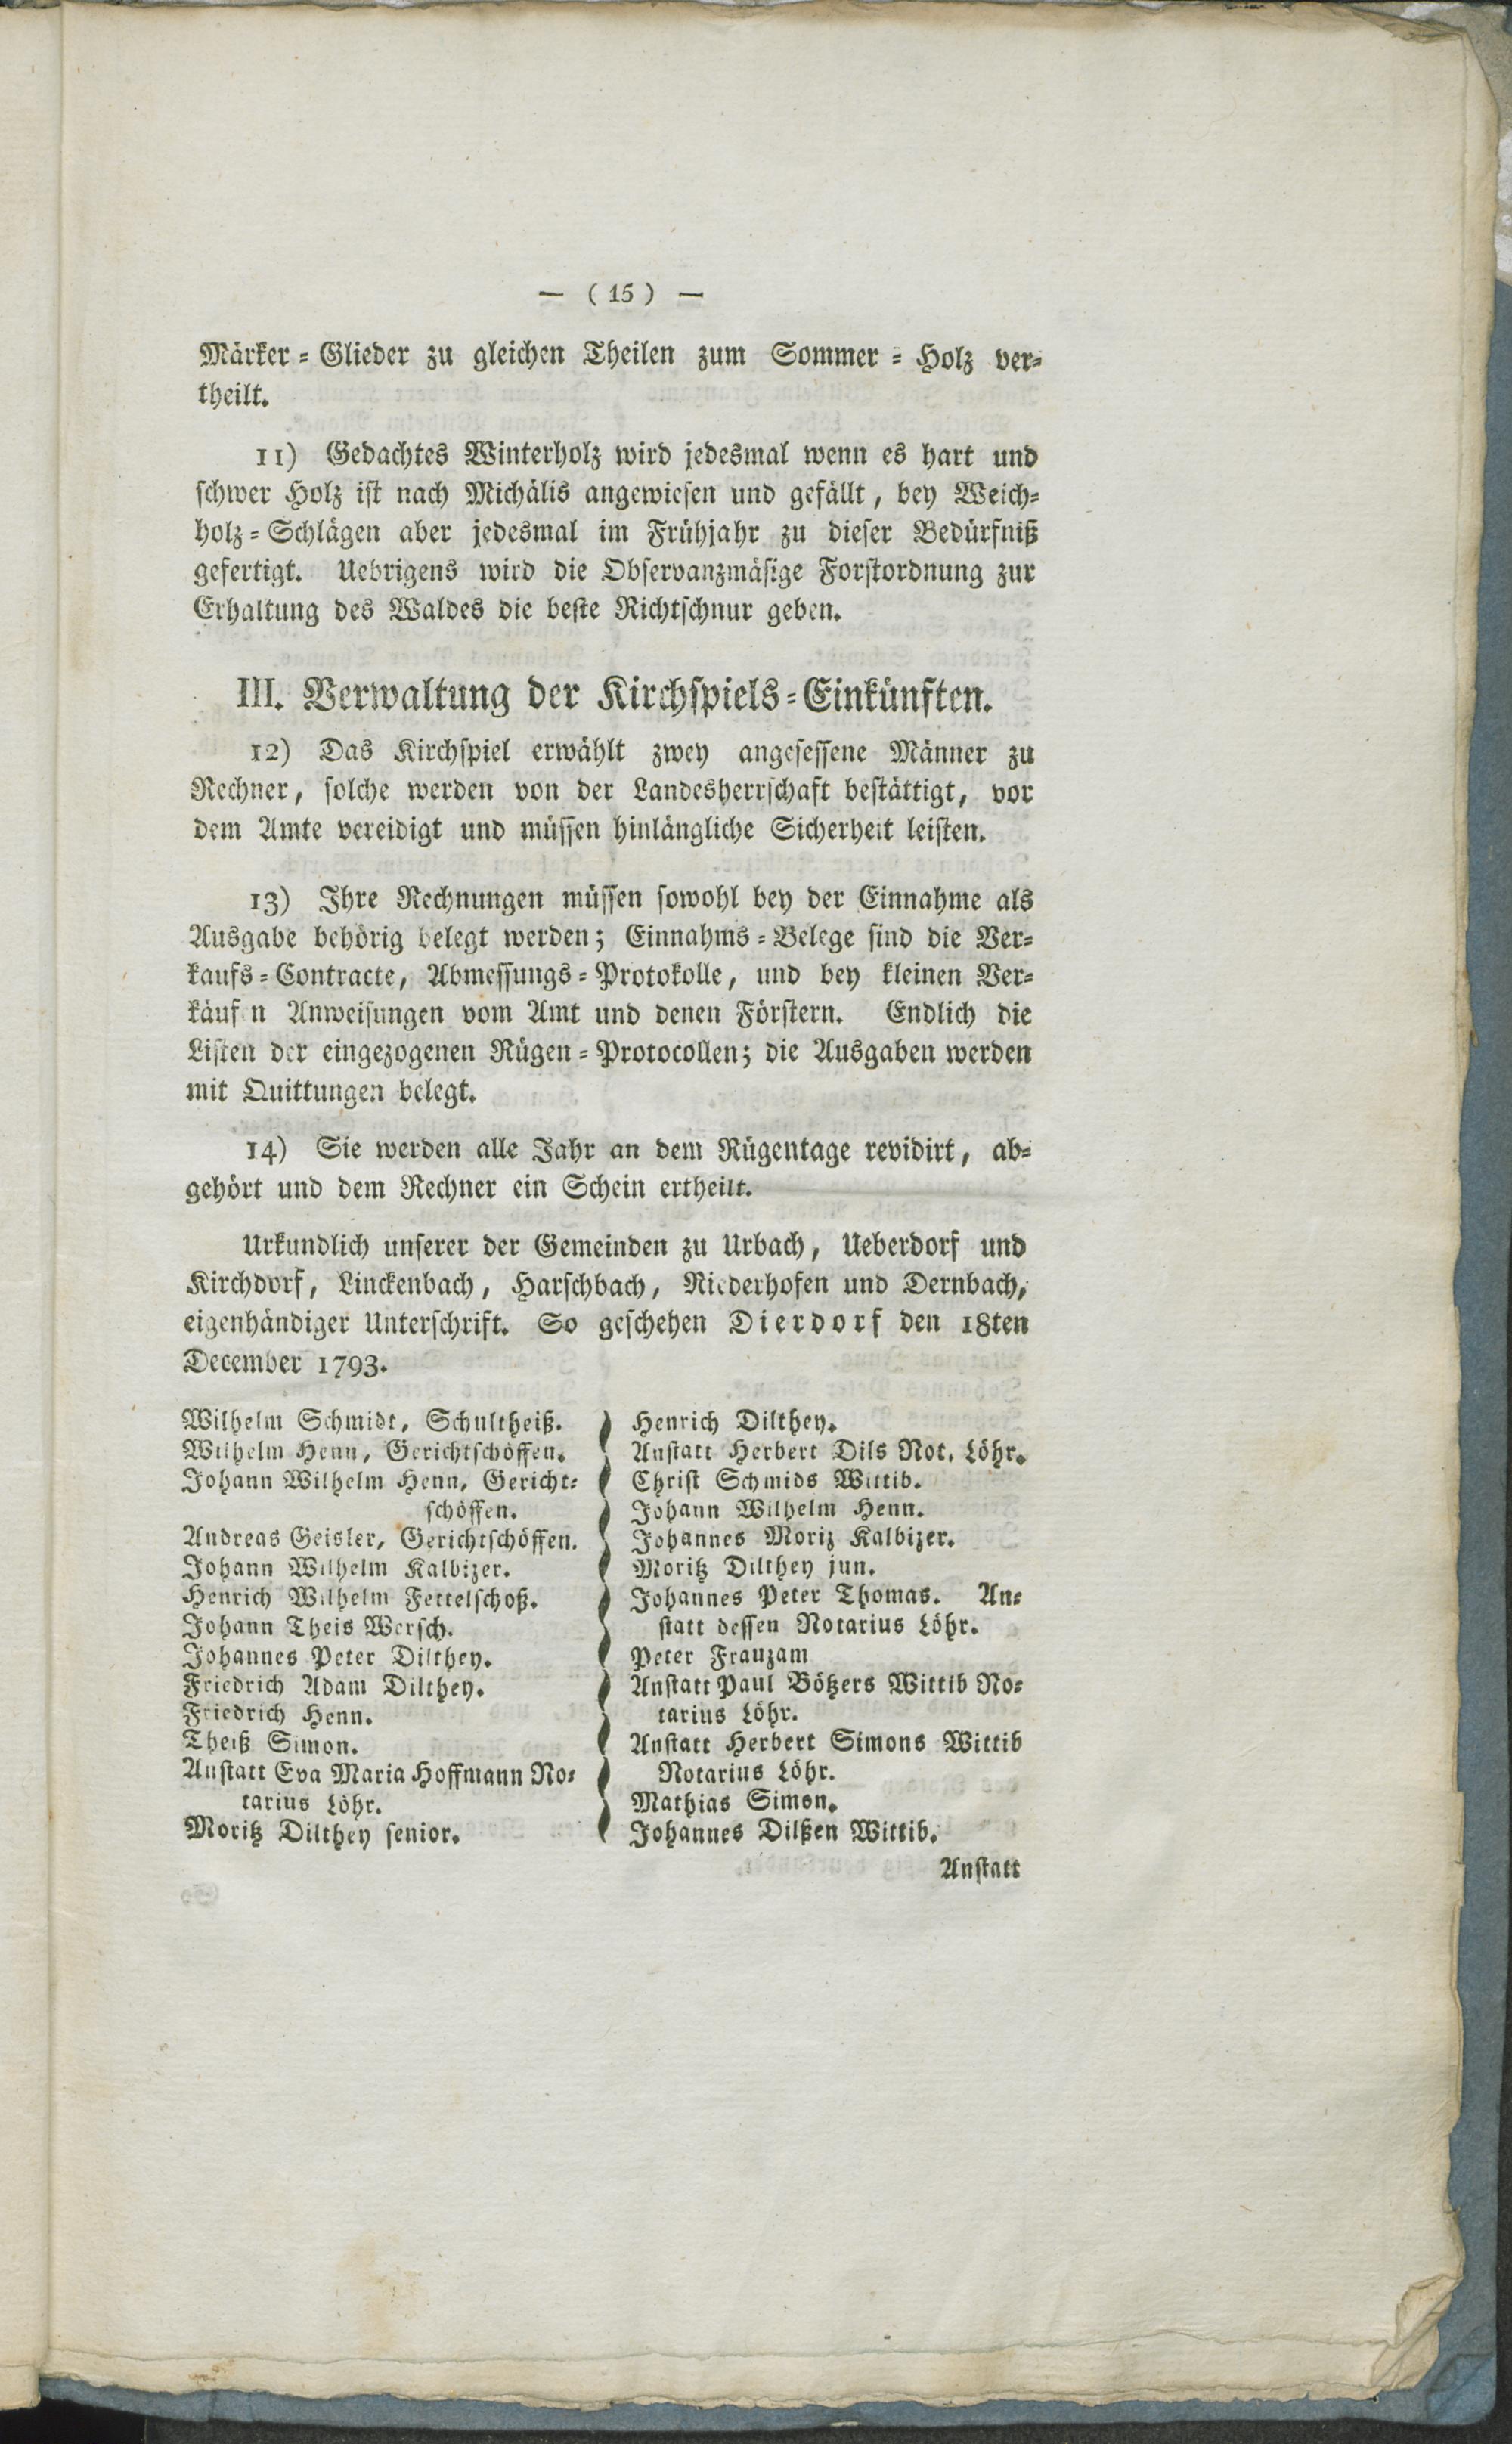 — ( 15 ) —
Märker = Glieder zu gleichen Theilen zum Sommer = Holz ver=
theilt.
11) Gedachtes Winterholz wird jedesmal wenn es hart und
schwer Holz ist nach Michälis angewiesen und gefällt, bey Weich=
holz = Schlägen aber jedesmal im Frühjahr zu dieser Bedürfniß
gefertigt. Uebrigens wird die Observanzmäsige Forstordnung zur
Erhaltung des Waldes die beste Richtschnur geben.
III. Verwaltung der Kirchspiels=Einkünften.
12) Das Kirchspiel erwählt zwey angesessene Männer zu
Rechner, solche werden von der Landesherrschaft bestättigt, vor
dem Amte vereidigt und müssen hinlängliche Sicherheit leisten.
13) Ihre Rechnungen müssen sowohl bey der Einnahme als
Ausgabe behörig belegt werden; Einnahms = Belege sind die Ver=
kaufs = Contracte, Abmessungs = Protokolle, und bey kleinen Ver=
käuf n Anweisungen vom Amt und denen Förstern. Endlich die
Listen der eingezogenen Rügen = Protocollen; die Ausgaben werden
mit Quittungen belegt.
14) Sie werden alle Jahr an dem Rügentage revidirt, ab=
gehört und dem Rechner ein Schein ertheilt.
Urkundlich unserer der Gemeinden zu Urbach, Ueberdorf und
Kirchdorf, Linckenbach, Harschbach, Niederhofen und Dernbach,
eigenhändiger Unterschrift. So geschehen Dierdorf den 18ten
December 1793.
Wilhelm Schmidt, Schultheiß.
Wilhelm Henn, Gerichtschöffen.
Johann Wilhelm Henn, Gericht=
schöffen.
Andreas Geisler, Gerichtschöffen.
Johann Wilhelm Kalbizer.
Henrich Wilhelm Fettelschoß.
Johann Theis Wersch.
Johannes Peter Dilthey.
Friedrich Adam Dilthey.
Friedrich Henn.
Theiß Simon.
Anstatt Eva Maria Hoffmann No=
tarius Löhr.
Moritz Dilthey senior.
Henrich Dilthey.
Anstatt Herbert Dils Not. Löhr.
Christ Schmids Wittib.
Johann Wilhelm Henn.
Johannes Moriz Kalbizer.
Moritz Dilthey jun.
Johannes Peter Thomas. An=
statt dessen Notarius Löhr.
Peter Frauzam
Anstatt Paul Bötzers Wittib No=
tarius Löhr.
Anstatt Herbert Simons Wittib
Notarius Löhr.
Mathias Simon.
Johannes Dilßen Wittib.
Anstatt